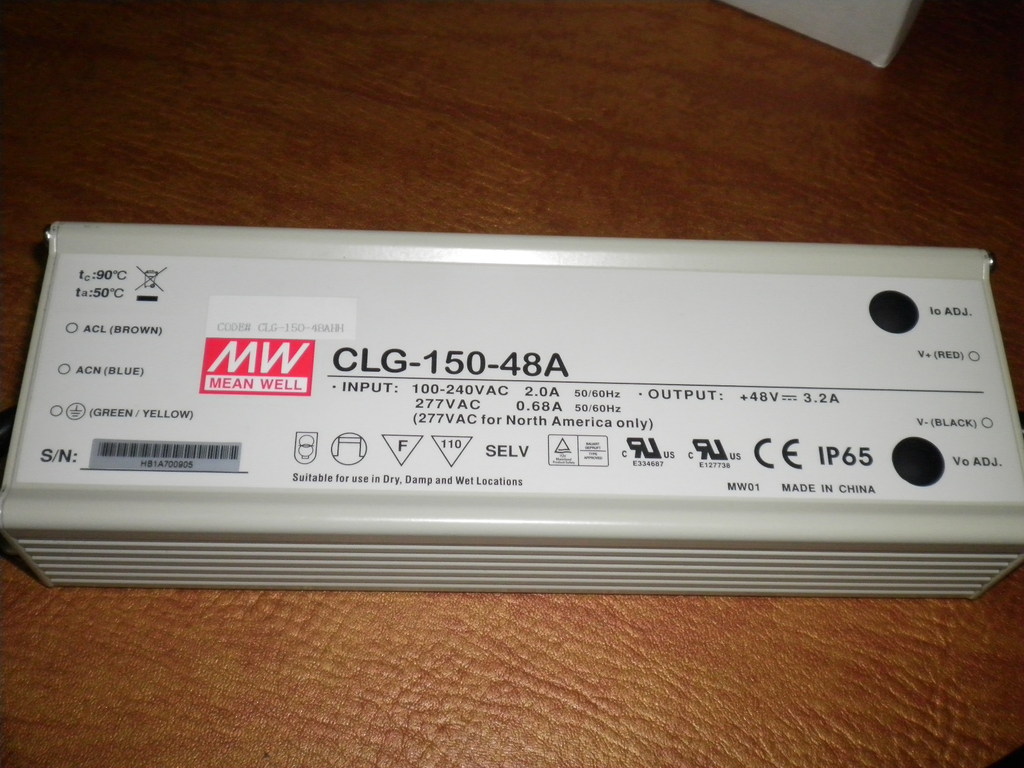 tc:90°C
ta:50°C
ACL (BROWN)
ACN (BLUE)
(GREEN / YELLOW)
S/N:
HB1A700905
CODE# CLG-150-48AHH
MW
MEAN WELL
CLG-150-48A
· INPUT: 100-240VAC 2.0A 50/60Hz · OUTPUT: +48V⎓ 3.2A
277VAC 0.68A 50/60Hz
(277VAC for North America only)
F
110
SELV
c RU US
E334687
c RU US
E127738
CE
IP65
Suitable for use in Dry, Damp and Wet Locations
MW01 MADE IN CHINA
Io ADJ.
V+ (RED)
V- (BLACK)
Vo ADJ.